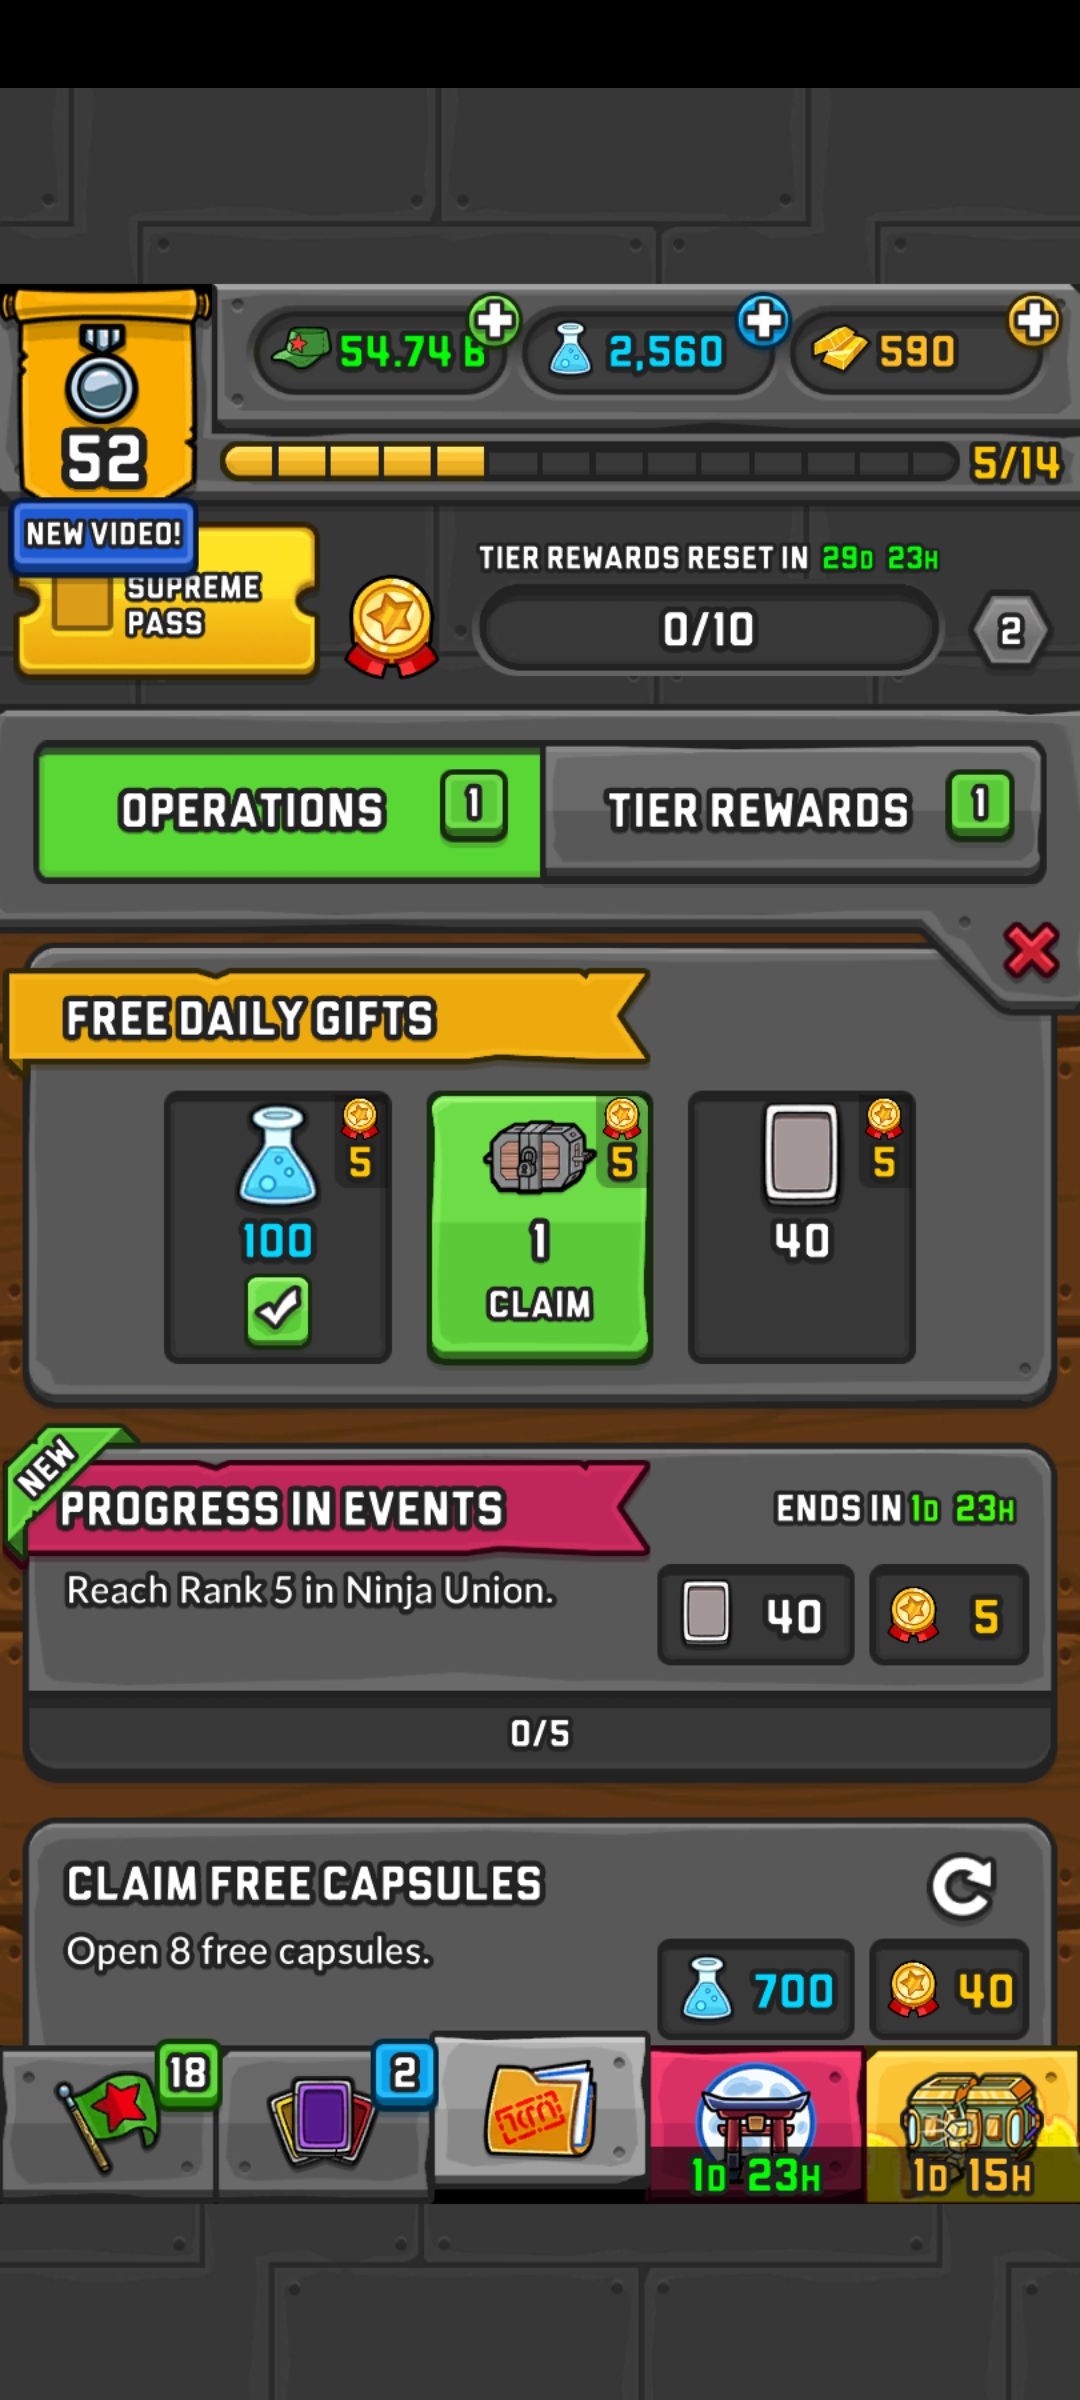 54.74 B
2,560
590
52
5/14
NEW VIDEO!
SUPREME
PASS
TIER REWARDS RESET IN 29D 23H
0/10
2
OPERATIONS 1
TIER REWARDS 1
FREE DAILY GIFTS
5
100
5
1
CLAIM
5
40
NEW
PROGRESS IN EVENTS
ENDS IN 1D 23H
Reach Rank 5 in Ninja Union.
40
5
0/5
CLAIM FREE CAPSULES
Open 8 free capsules.
700
40
18
2
1D 23H
1D 15H